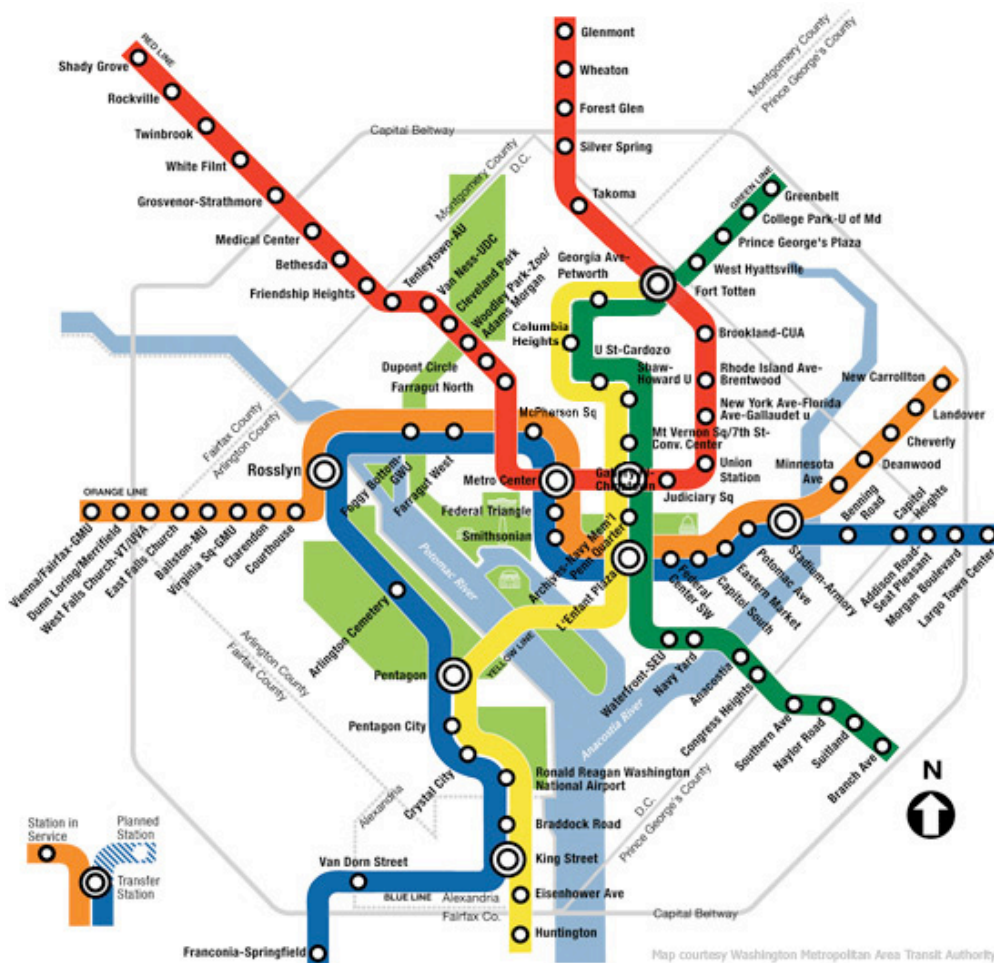 RED LINE
Shady Grove
Rockville
Twinbrook
White Filnt
Grosvenor-Strathmore
Medical Center
Bethesda
Friendship Heights
Tenleytown-AU
Van Ness-UDC
Cleveland Park
Woodley Park-Zoo/
Adams Morgan
Dupont Circle
Farragut North
Capital Beltway
Montgomery County
D.C.
Glenmont
Wheaton
Forest Glen
Silver Spring
Takoma
Montgomery County
Prince George's County
GREEN LINE
Greenbelt
College Park-U of Md
Prince George's Plaza
West Hyattsville
Fort Totten
Georgia Ave-
Petworth
Columbia
Heights
U St-Cardozo
Shaw-
Howard U
Brookland-CUA
Rhode Island Ave-
Brentwood
New York Ave-Florida
Ave-Gallaudet u
Mt Vernon Sq/7th St-
Conv. Center
Union
Station
Judiciary Sq
McPherson Sq
Metro Center
Federal Triangle
Smithsonian
Archives-Navy Mem'l
Penn Quarter
L'Enfant Plaza
New Carrollton
Landover
Cheverly
Deanwood
Minnesota
Ave
Benning
Road
Capitol
Heights
Addison Road-
Seat Pleasant
Morgan Boulevard
Largo Town Center
Stadium-Armory
Potomac Ave
Eastern Market
Capitol South
Federal
Center SW
Fairfax County
Arlington County
Rosslyn
Foggy Bottom-
GWU
Farragut West
ORANGE LINE
Vienna/Fairfax-GMU
Dunn Loring/Merrifield
West Falls Church-VT/UVA
East Falls Church
Ballston-MU
Virginia Sq-GMU
Clarendon
Courthouse
Potomac River
Arlington Cemetery
Arlington County
Fairfax County
Pentagon
YELLOW LINE
Pentagon City
Crystal City
Ronald Reagan Washington
National Airport
Braddock Road
King Street
Eisenhower Ave
Huntington
Anacostia River
Waterfront-SEU
Navy Yard
Anacostia
Congress Heights
Southern Ave
Naylor Road
Suitland
Branch Ave
D.C.
Prince George's County
N
Alexandria
Van Dorn Street
BLUE LINE
Alexandria
Fairfax Co.
Franconia-Springfield
Capital Beltway
Station in
Service
Planned
Station
Transfer
Station
Map courtesy Washington Metropolitan Area Transit Authority